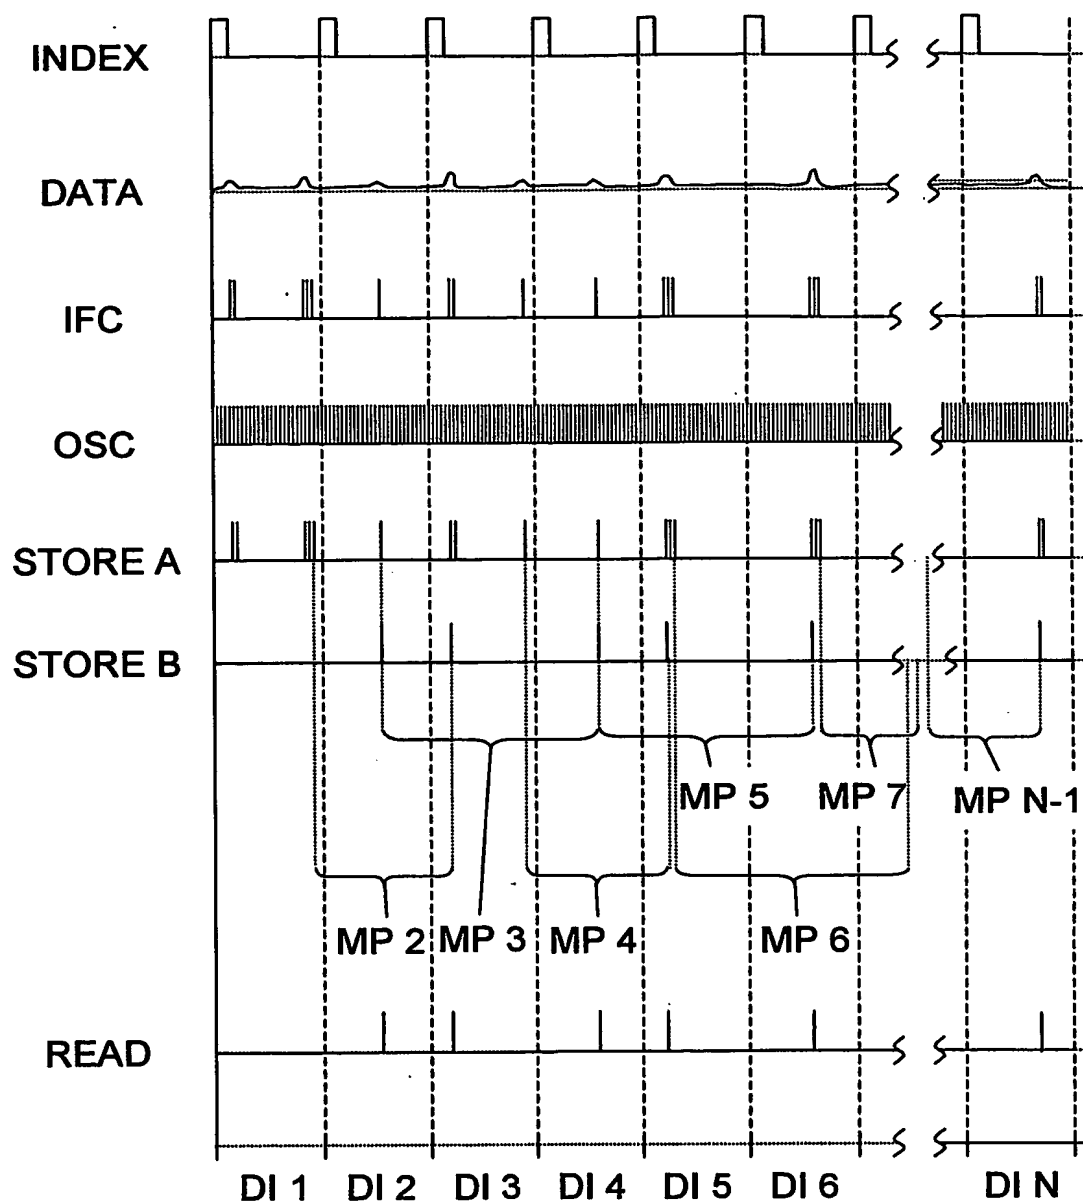 INDEX
DATA
IFC
OSC
STORE A
STORE B
MP 5 MP 7 MP N-1
MP 2 MP 3 MP 4 MP 6
READ
DI 1 DI 2 DI 3 DI 4 DI 5 DI 6 DI N